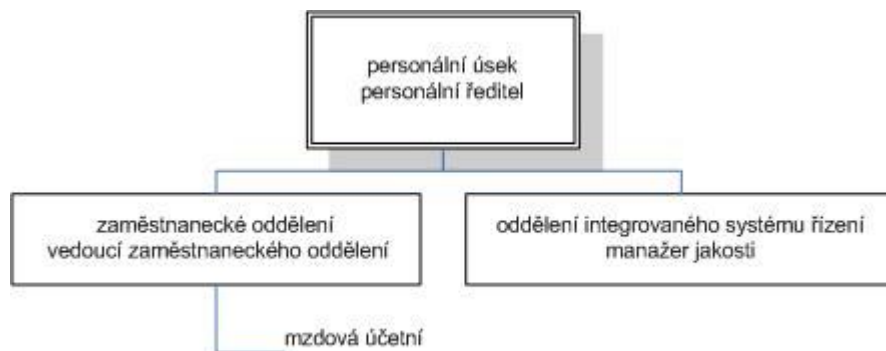 personální úsek
personální ředitel
zaměstnanecké oddělení
vedoucí zaměstnaneckého oddělení
oddělení integrovaného systému řízení
manažer jakosti
mzdová účetní